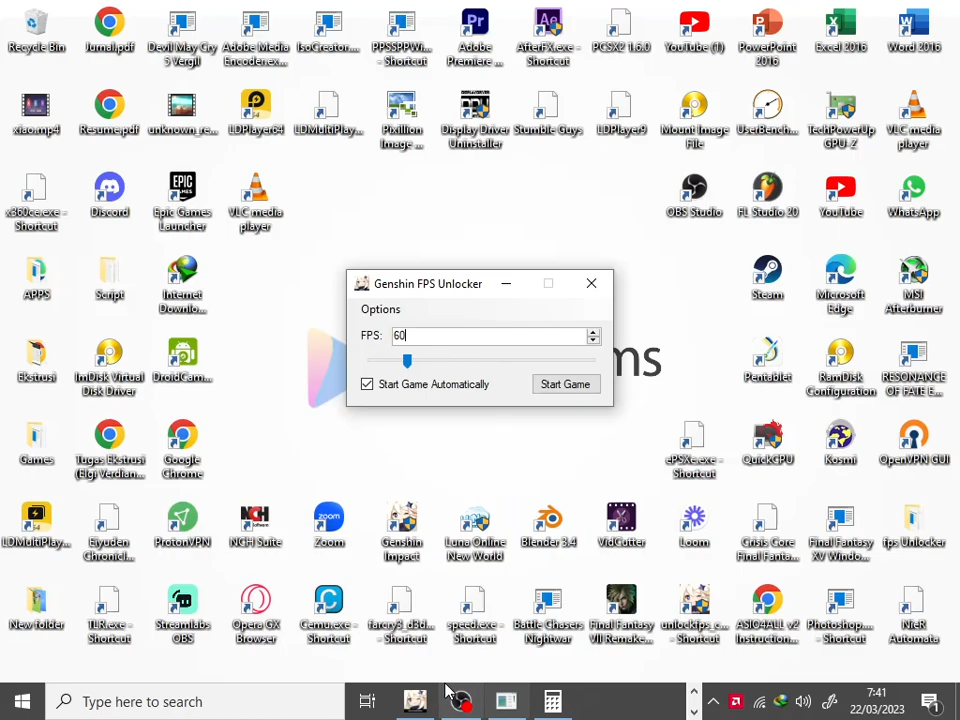 Recycle Bin
Jurnal.pdf
Devil May Cry 5 Vergil
Adobe Media Encoder.ex...
IsoCreator....
PPSSPPWi... - Shortcut
Adobe Premiere ...
AfterFX.exe - Shortcut
PCSX2 1.6.0
YouTube (1)
PowerPoint 2016
Excel 2016
Word 2016
xiao.mp4
Resume.pdf
unknown_re...
LDPlayer64
LDMultiPlay...
Pixillion Image ...
Display Driver Uninstaller
Stumble Guys
LDPlayer9
Mount Image File
UserBench...
TechPowerUp GPU-Z
VLC media player
x360ce.exe - Shortcut
Discord
Epic Games Launcher
VLC media player
OBS Studio
FL Studio 20
YouTube
WhatsApp
APPS
Script
Internet Downlo...
Steam
Microsoft Edge
MSI Afterburner
Genshin FPS Unlocker
Options
FPS: 60
Start Game Automatically
Start Game
ms
Ekstusi
ImDisk Virtual Disk Driver
DroidCam...
Pentablet
RamDisk Configuration
RESONANCE OF FATE E...
Games
Tugas Ekstrusi (Elgi Verdian...
Google Chrome
ePSXe.exe - Shortcut
QuickCPU
Kosmi
OpenVPN GUI
LDMultiPlay...
Eiyuden Chronicl...
ProtonVPN
NCH Suite
Zoom
Genshin Impact
Luna Online New World
Blender 3.4
VidCutter
Loom
Crisis Core Final Fanta...
Final Fantasy XV Windo...
fps Unlocker
New folder
TLR.exe - Shortcut
Streamlabs OBS
Opera GX Browser
Cemu.exe - Shortcut
farcry3_d3d... - Shortcut
speed.exe - Shortcut
Battle Chasers Nightwar
Final Fantasy VII Remake...
unlockfps_c... - Shortcut
ASIO4ALL v2 Instruction...
Photoshop.... - Shortcut
NieR Automata
Type here to search
7:41
22/03/2023
1